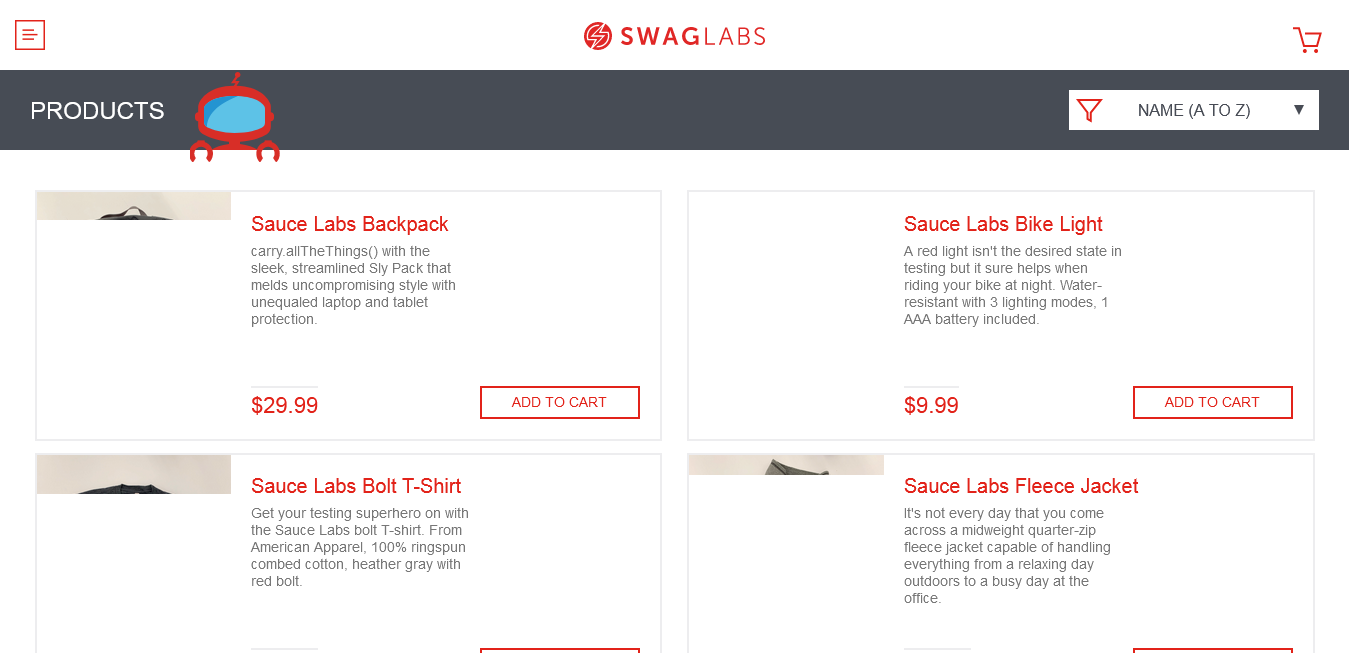 SWAGLABS
PRODUCTS
NAME (A TO Z)
Sauce Labs Backpack
carry.allTheThings() with the
sleek, streamlined Sly Pack that
melds uncompromising style with
unequaled laptop and tablet
protection.
$29.99
ADD TO CART
Sauce Labs Bike Light
A red light isn't the desired state in
testing but it sure helps when
riding your bike at night. Water-
resistant with 3 lighting modes, 1
AAA battery included.
$9.99
ADD TO CART
Sauce Labs Bolt T-Shirt
Get your testing superhero on with
the Sauce Labs bolt T-shirt. From
American Apparel, 100% ringspun
combed cotton, heather gray with
red bolt.
Sauce Labs Fleece Jacket
It's not every day that you come
across a midweight quarter-zip
fleece jacket capable of handling
everything from a relaxing day
outdoors to a busy day at the
office.